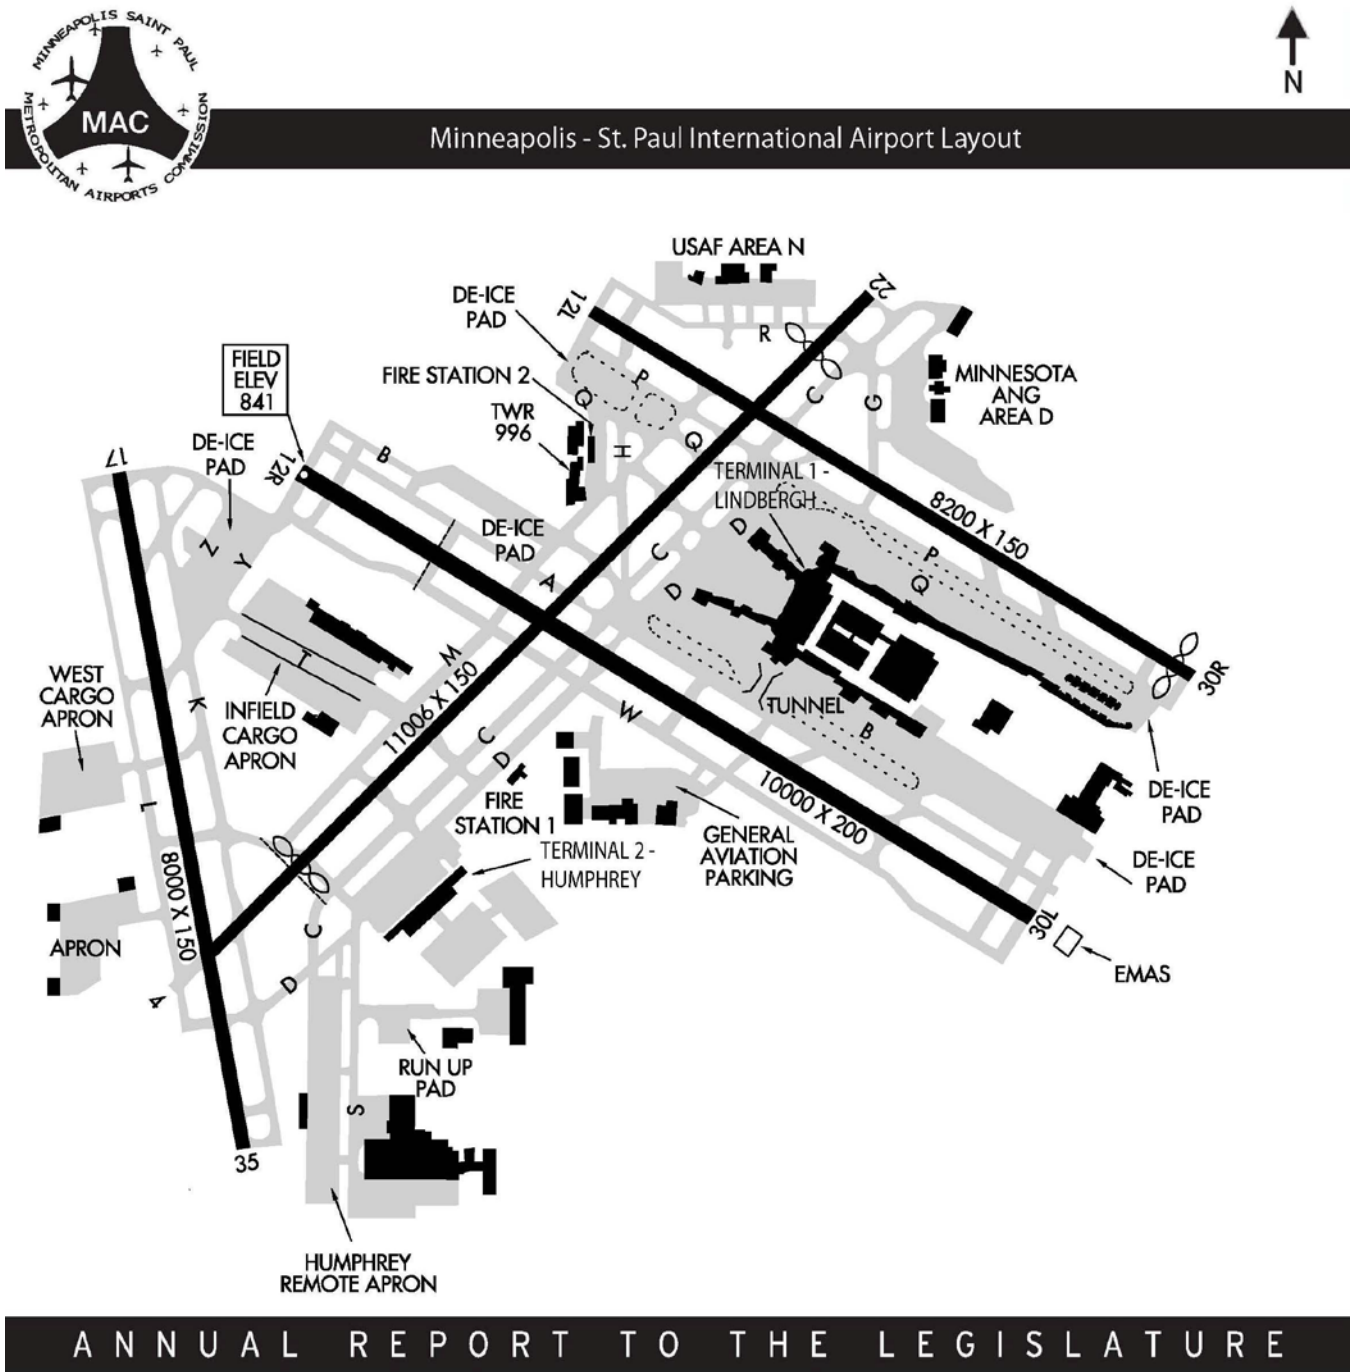 MINNEAPOLIS SAINT PAUL
METROPOLITAN AIRPORTS COMMISSION
MAC
N
Minneapolis - St. Paul International Airport Layout
USAF AREA N
22
DE-ICE
PAD
12L
R
FIELD
ELEV
841
FIRE STATION 2
P
C
G
MINNESOTA
ANG
AREA D
Q
TWR
996
DE-ICE
PAD
17
12R
B
H
Q
TERMINAL 1 -
LINDBERGH
8200 X 150
D
DE-ICE
PAD
Z
Y
C
P
Q
A
D
M
T
WEST
CARGO
APRON
K
INFIELD
CARGO
APRON
11006 X 150
30R
TUNNEL
W
B
C
D
L
FIRE
STATION 1
10000 X 200
DE-ICE
PAD
GENERAL
AVIATION
PARKING
TERMINAL 2 -
HUMPHREY
DE-ICE
PAD
8000 X 150
APRON
C
30L
EMAS
4
D
RUN UP
PAD
S
35
HUMPHREY
REMOTE APRON
ANNUAL REPORT TO THE LEGISLATURE